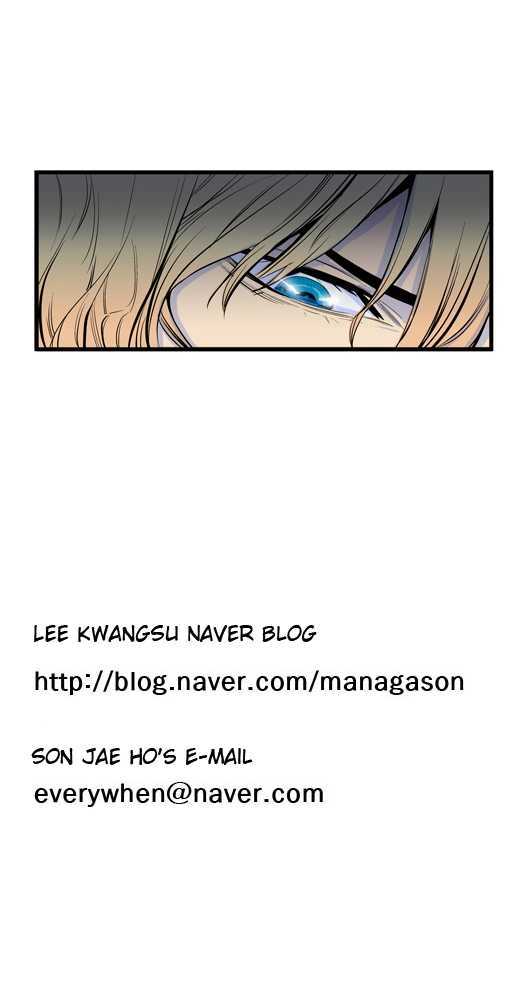 LEE KWANGSU NAVER BLOG
http://blog.naver.com/managason
SON JAE HO'S E-MAIL
everywhen@naver.com